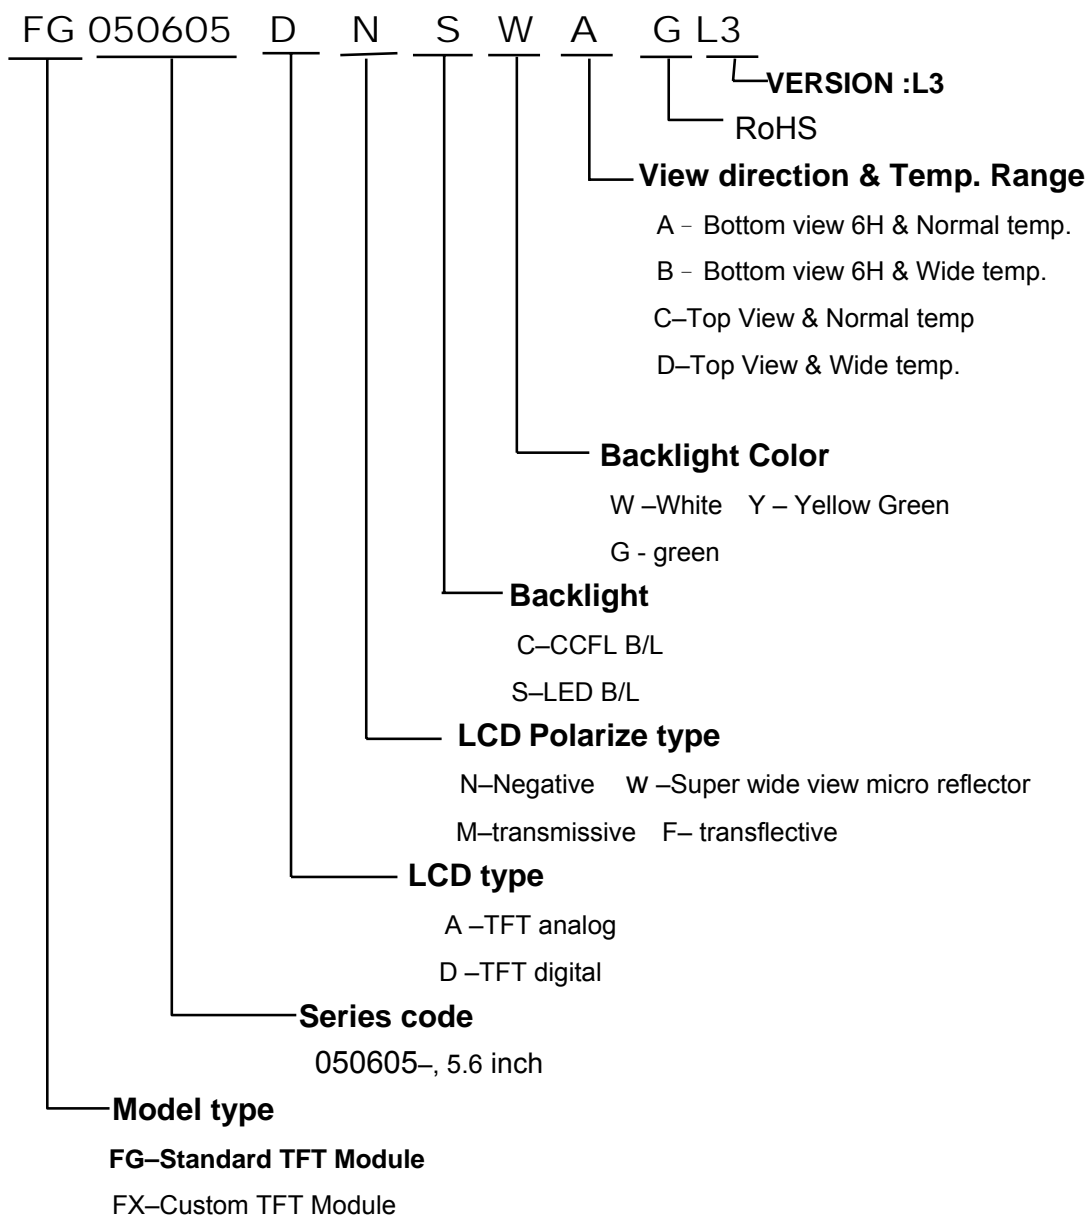 FG 050605 D N S W A G L3
VERSION :L3
RoHS
View direction & Temp. Range
A – Bottom view 6H & Normal temp.
B – Bottom view 6H & Wide temp.
C–Top View & Normal temp
D–Top View & Wide temp.
Backlight Color
W –White Y – Yellow Green
G - green
Backlight
C–CCFL B/L
S–LED B/L
LCD Polarize type
N–Negative W –Super wide view micro reflector
M–transmissive F– transflective
LCD type
A –TFT analog
D –TFT digital
Series code
050605–, 5.6 inch
Model type
FG–Standard TFT Module
FX–Custom TFT Module